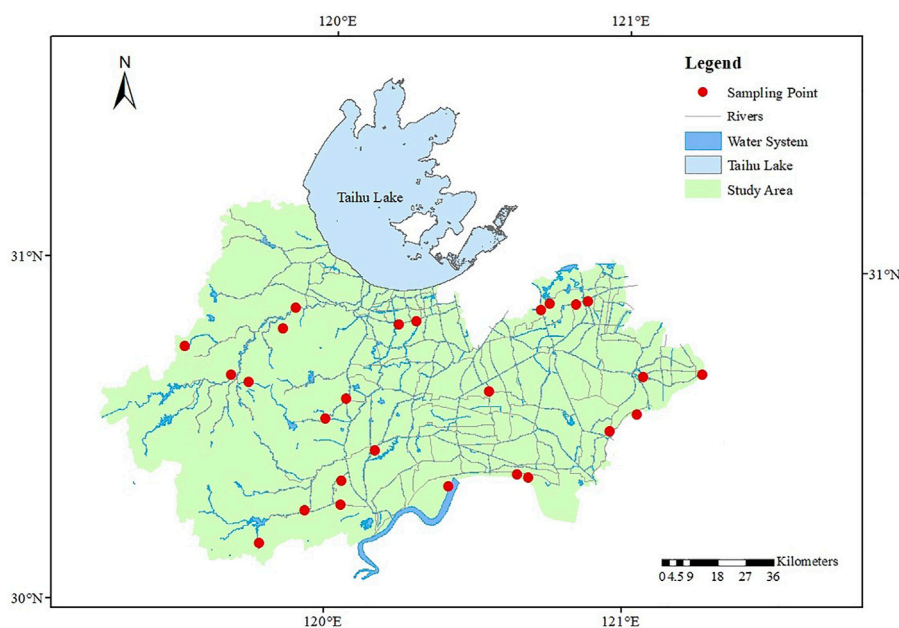 120°E 121°E
N
Legend
Sampling Point
Rivers
Water System
Taihu Lake
Study Area
Taihu Lake
31°N
31°N
Kilometers
0 4.5 9 18 27 36
30°N
120°E 121°E